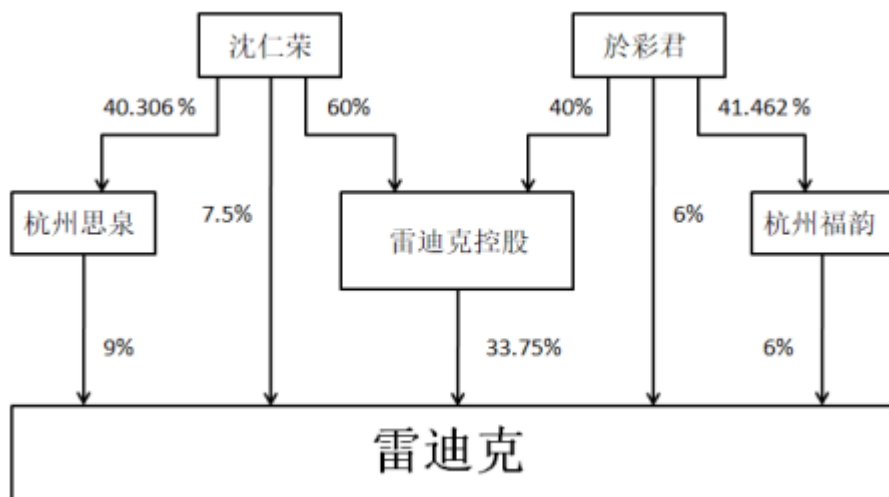 沈仁荣
於彩君
40.306%
60%
40%
41.462%
杭州思泉
7.5%
雷迪克控股
6%
杭州福韵
9%
33.75%
6%
雷迪克